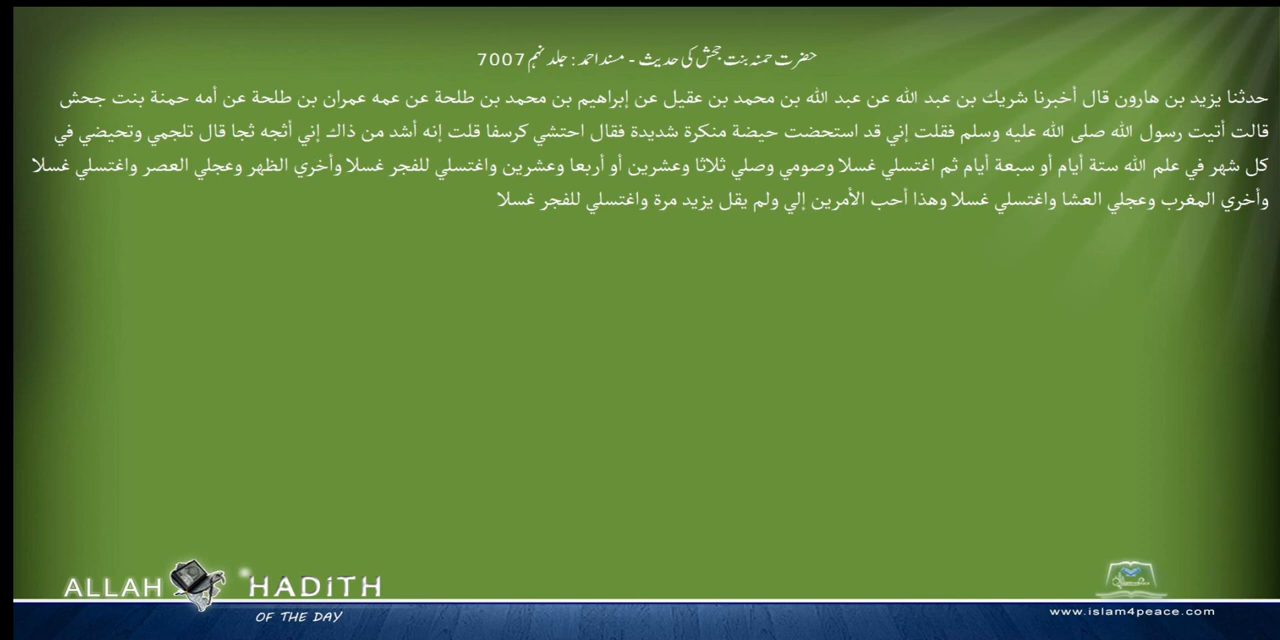 حضرت حمنہ بنت جحش کی حدیث - مسند احمد: جلد نہم 7007
حدثنا يزيد بن هارون قال أخبرنا شريك بن عبد الله عن عبد الله بن محمد بن عقيل عن إبراهيم بن محمد بن طلحة عن عمه عمران بن طلحة عن أمه حمنة بنت جحش
قالت أتيت رسول الله صلى الله عليه وسلم فقلت إني قد استحضت حيضة منكرة شديدة فقال احتشي كرسفا قلت إنه أشد من ذاك إني أثجه ثجا قال تلجمي وتحيضي في
كل شهر في علم الله ستة أيام أو سبعة أيام ثم اغتسلي غسلا وصومي وصلي ثلاثا وعشرين أو أربعا وعشرين واغتسلي للفجر غسلا وأخري الظهر وعجلي العصر واغتسلي غسلا
وأخري المغرب وعجلي العشا واغتسلي غسلا وهذا أحب الأمرين إلي ولم يقل يزيد مرة واغتسلي للفجر غسلا
ALLAH HADITH
OF THE DAY
www.islam4peace.com